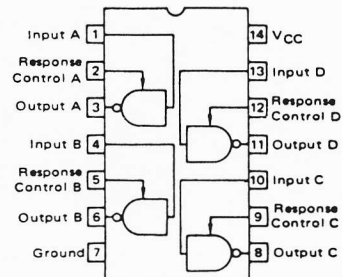 Input A 1
Response
Control A 2
Output A 3
Input B 4
Response
Control B 5
Output B 6
Ground 7
14 VCC
13 Input D
12 Response
Control D
11 Output D
10 Input C
9 Response
Control C
8 Output C